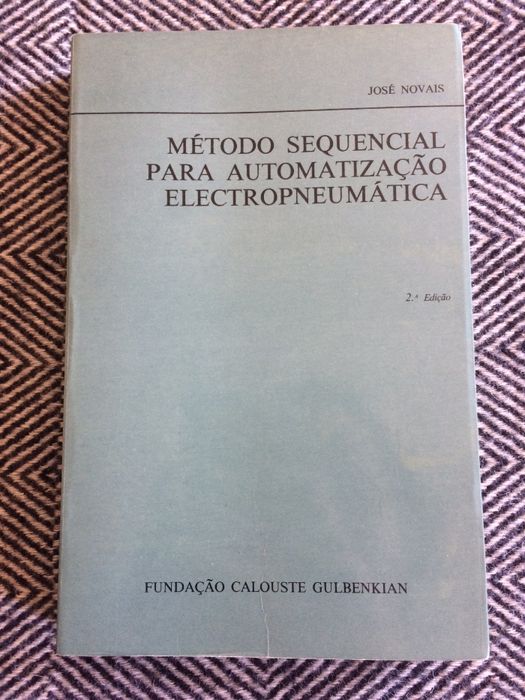 JOSÉ NOVAIS
MÉTODO SEQUENCIAL
PARA AUTOMATIZAÇÃO
ELECTROPNEUMÁTICA
2.ª Edição
FUNDAÇÃO CALOUSTE GULBENKIAN